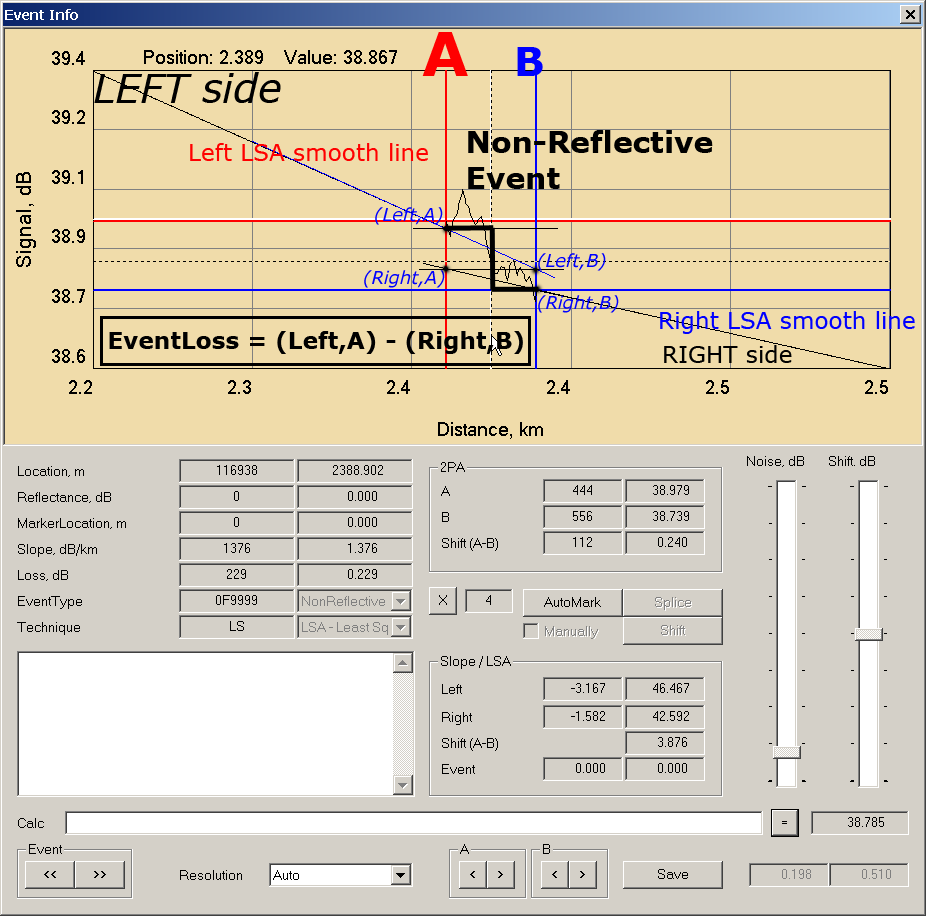 Event Info
39.4
Position: 2.389 Value: 38.867
A
B
LEFT side
39.2
Left LSA smooth line
Non-Reflective
Event
39.1
Signal, dB
(Left,A)
38.9
(Left,B)
(Right,A)
38.7
(Right,B)
Right LSA smooth line
EventLoss = (Left,A) - (Right,B)
RIGHT side
38.6
2.2 2.3 2.4 2.4 2.5 2.5
Distance, km
Location, m 116938 2388.902
Reflectance, dB 0 0.000
MarkerLocation, m 0 0.000
Slope, dB/km 1376 1.376
Loss, dB 229 0.229
EventType 0F9999 NonReflective
Technique LS LSA - Least Sq
2PA
A 444 38.979
B 556 38.739
Shift (A-B) 112 0.240
X 4 AutoMark Splice
Manually Shift
Slope / LSA
Left -3.167 46.467
Right -1.582 42.592
Shift (A-B) 3.876
Event 0.000 0.000
Noise, dB Shift. dB
Calc = 38.785
Event
<< >>
Resolution Auto
A
< >
B
< >
Save 0.198 0.510